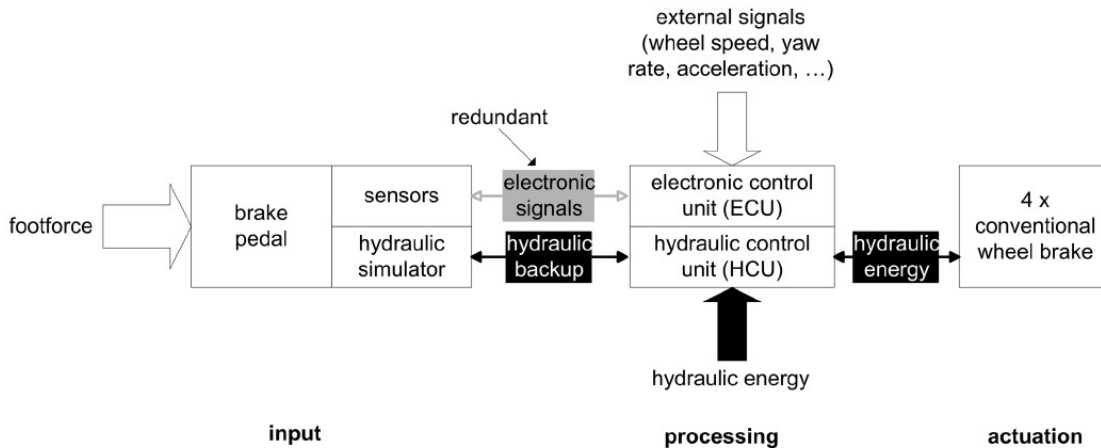 external signals
(wheel speed, yaw
rate, acceleration, …)
redundant
footforce
brake
pedal
sensors
hydraulic
simulator
electronic
signals
hydraulic
backup
electronic control
unit (ECU)
hydraulic control
unit (HCU)
hydraulic
energy
4 x
conventional
wheel brake
hydraulic energy
input
processing
actuation